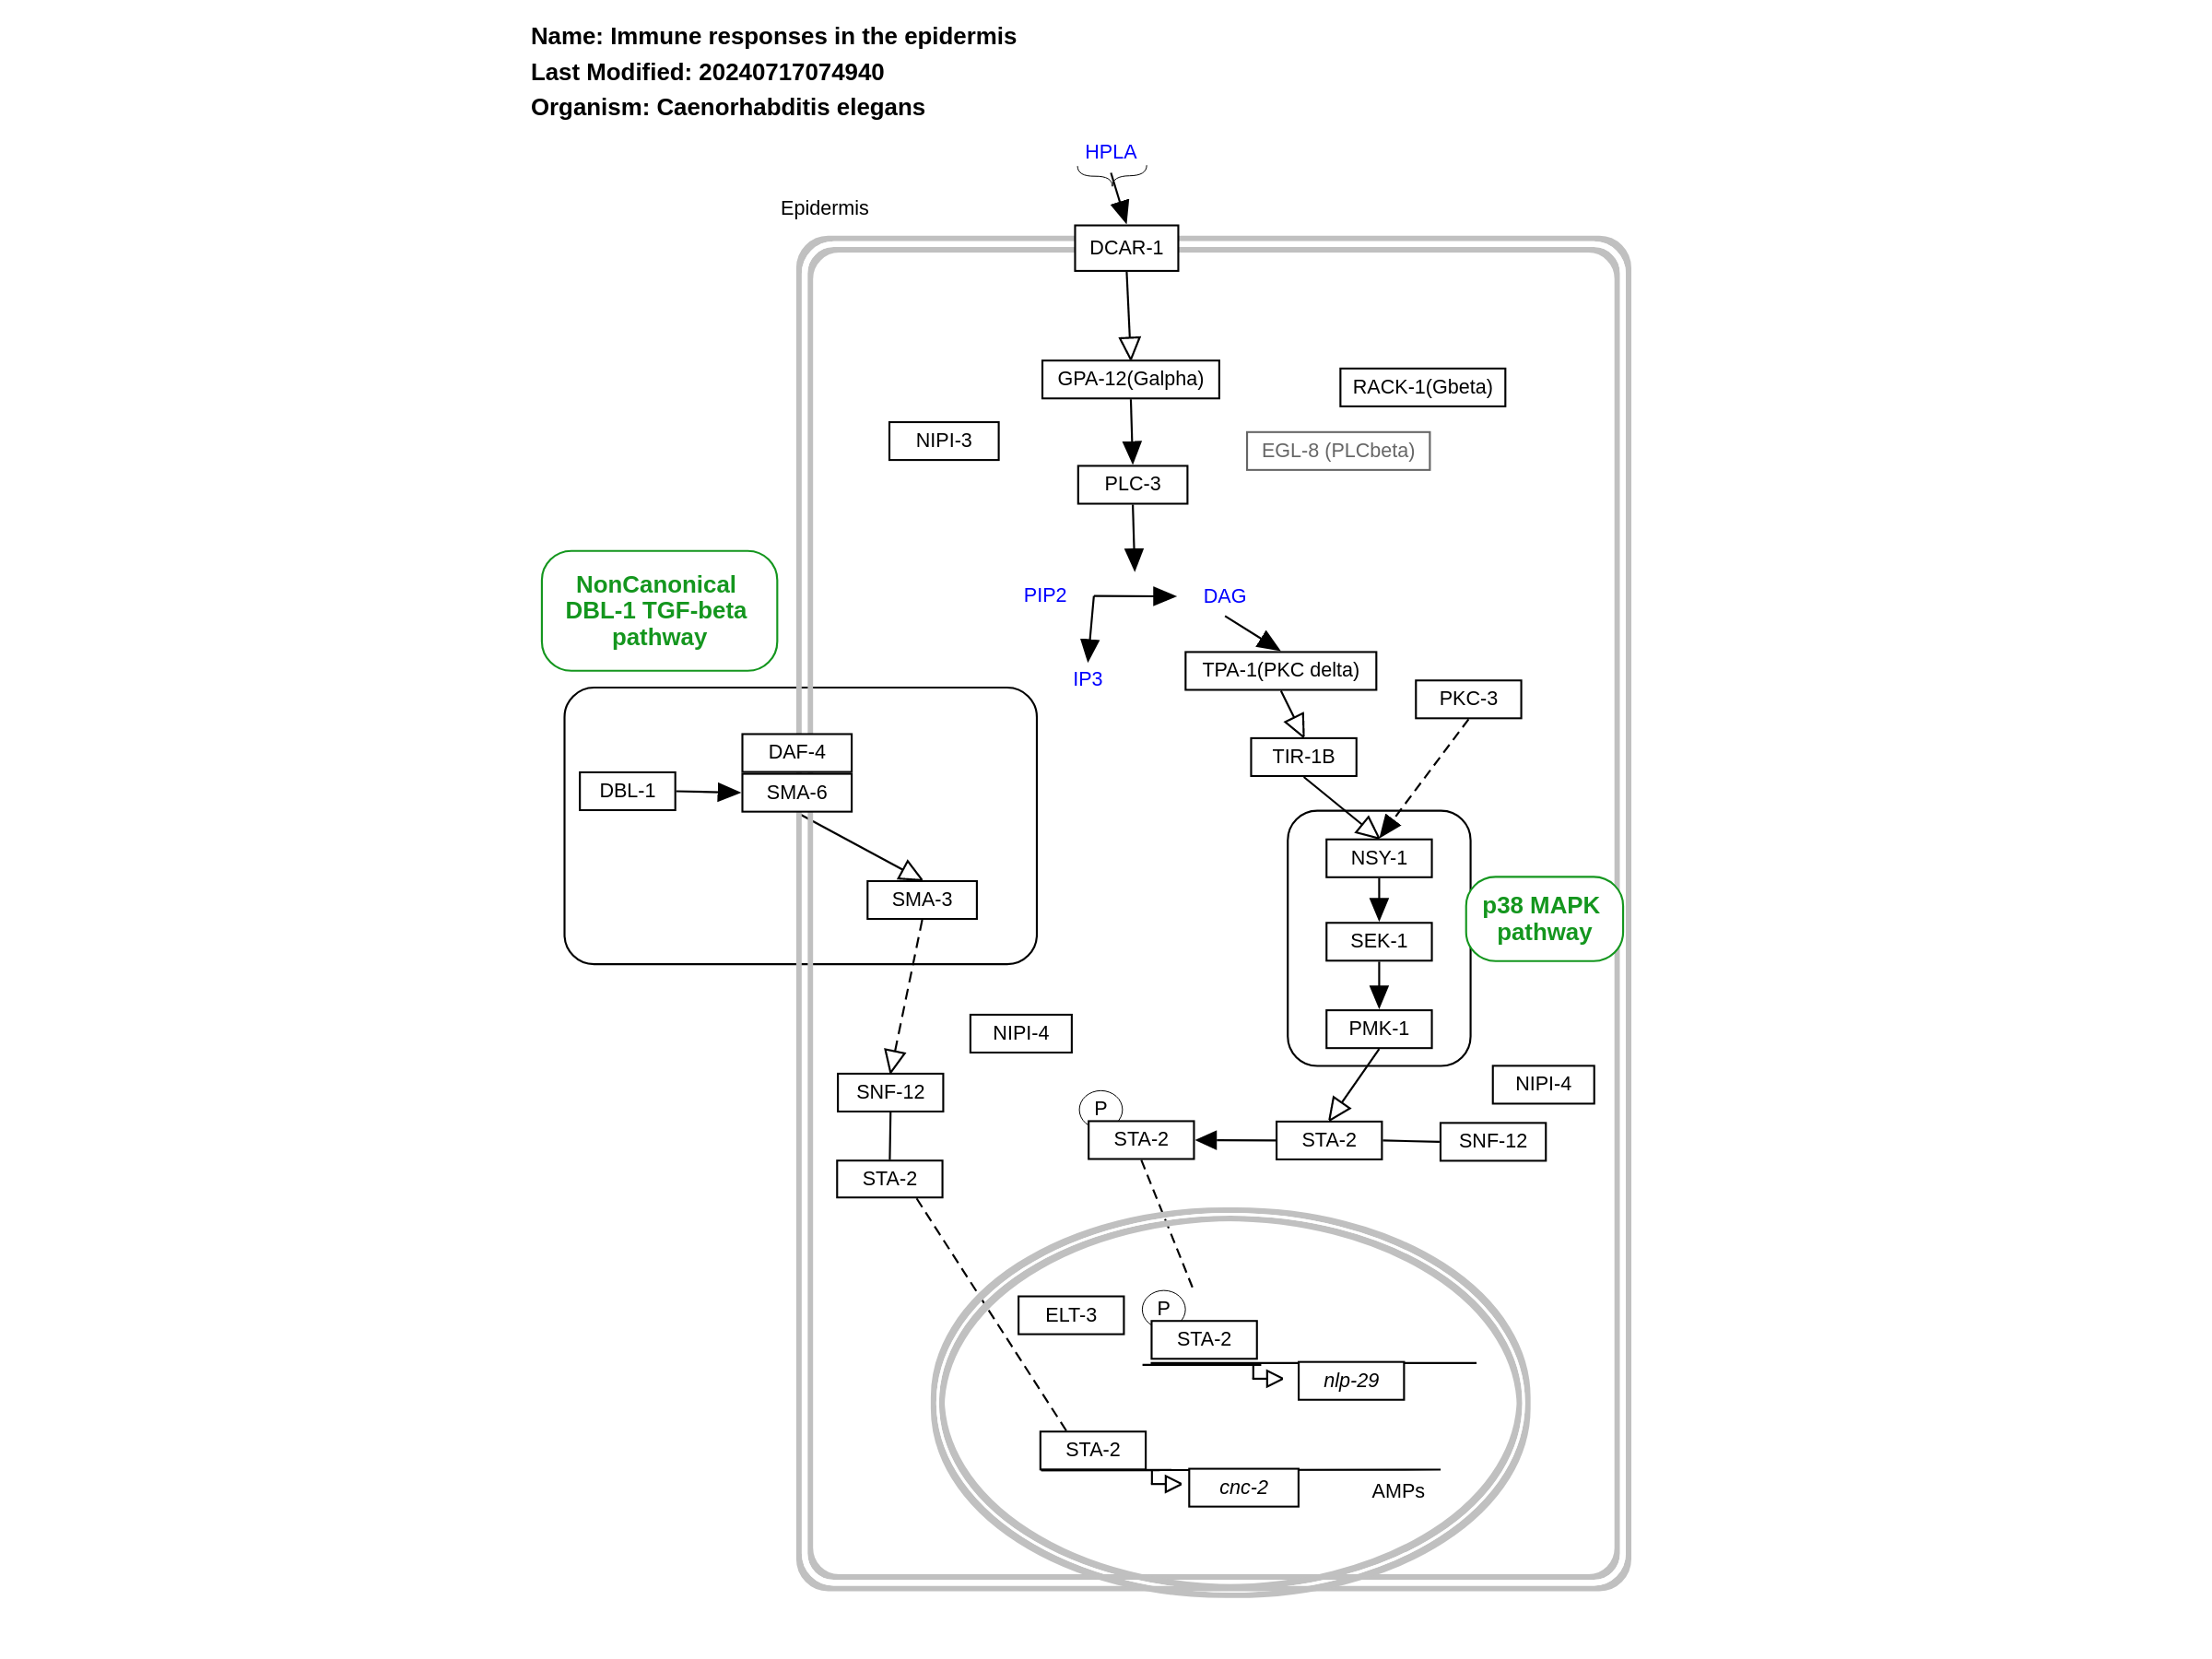 Name: Immune responses in the epidermis
Last Modified: 20240717074940
Organism: Caenorhabditis elegans
HPLA
Epidermis
DCAR-1
GPA-12(Galpha)
RACK-1(Gbeta)
NIPI-3
EGL-8 (PLCbeta)
PLC-3
NonCanonical
DBL-1 TGF-beta
pathway
PIP2
DAG
IP3
TPA-1(PKC delta)
PKC-3
DAF-4
TIR-1B
DBL-1
SMA-6
NSY-1
SMA-3
p38 MAPK
pathway
SEK-1
PMK-1
NIPI-4
NIPI-4
SNF-12
P
STA-2
STA-2
SNF-12
STA-2
ELT-3
P
STA-2
nlp-29
STA-2
cnc-2
AMPs